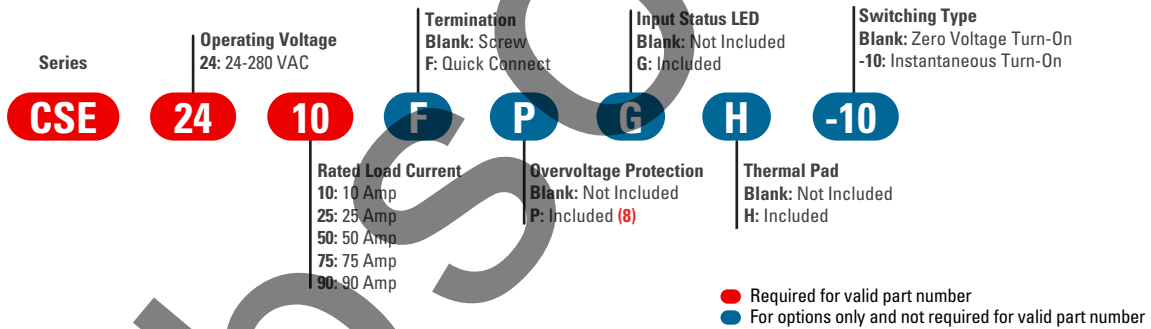 Series
Operating Voltage
24: 24-280 VAC
Termination
Blank: Screw
F: Quick Connect
Input Status LED
Blank: Not Included
G: Included
Switching Type
Blank: Zero Voltage Turn-On
-10: Instantaneous Turn-On
CSE 24 10 F P G H -10
Rated Load Current
10: 10 Amp
25: 25 Amp
50: 50 Amp
75: 75 Amp
90: 90 Amp
Overvoltage Protection
Blank: Not Included
P: Included (8)
Thermal Pad
Blank: Not Included
H: Included
Required for valid part number
For options only and not required for valid part number